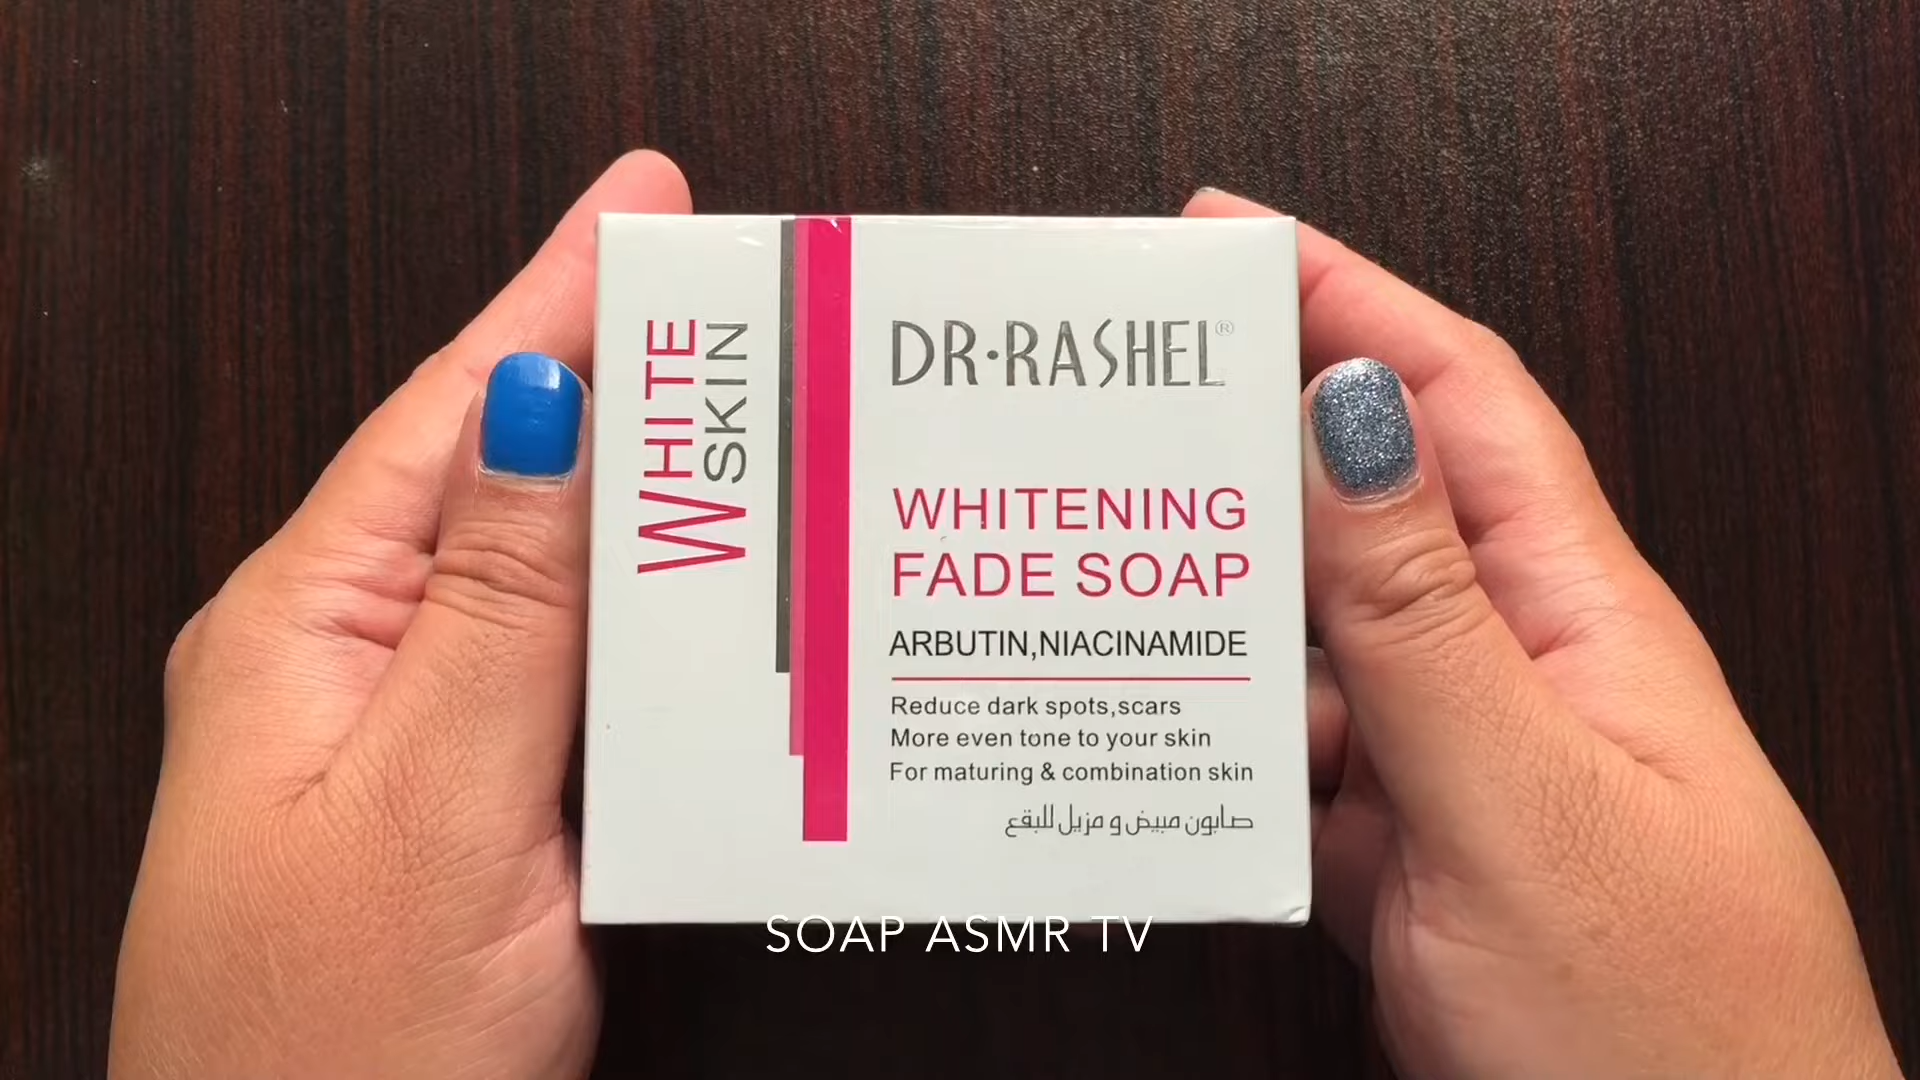 WHITE
SKIN
DR·RASHEL®
WHITENING
FADE SOAP
ARBUTIN,NIACINAMIDE
Reduce dark spots,scars
More even tone to your skin
For maturing & combination skin
صابون مبيض و مزيل للبقع
SOAP ASMR TV